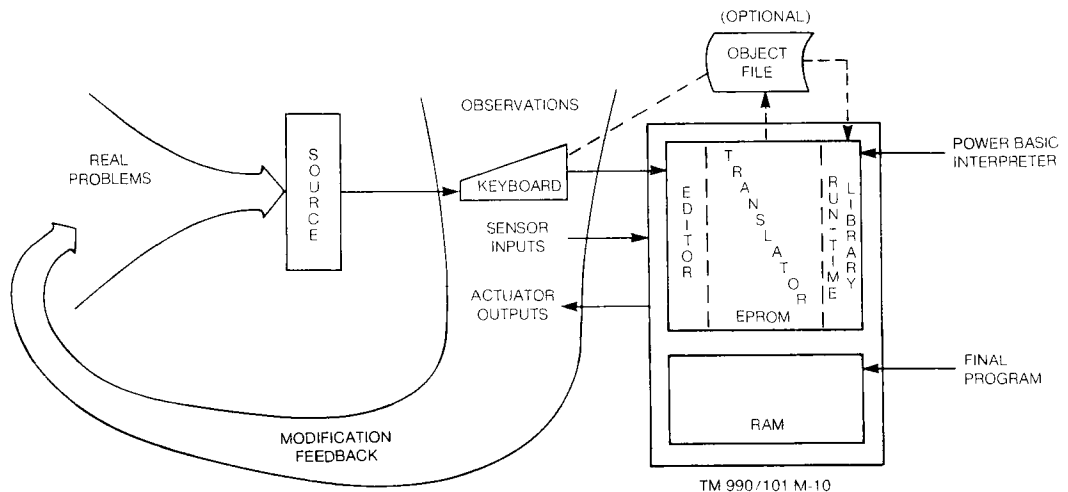 (OPTIONAL)
OBJECT
FILE
OBSERVATIONS
REAL
PROBLEMS
SOURCE
KEYBOARD
SENSOR
INPUTS
ACTUATOR
OUTPUTS
EDITOR
TRANSLATOR
RUN-TIME
LIBRARY
EPROM
POWER BASIC
INTERPRETER
RAM
FINAL
PROGRAM
MODIFICATION
FEEDBACK
TM 990/101 M-10